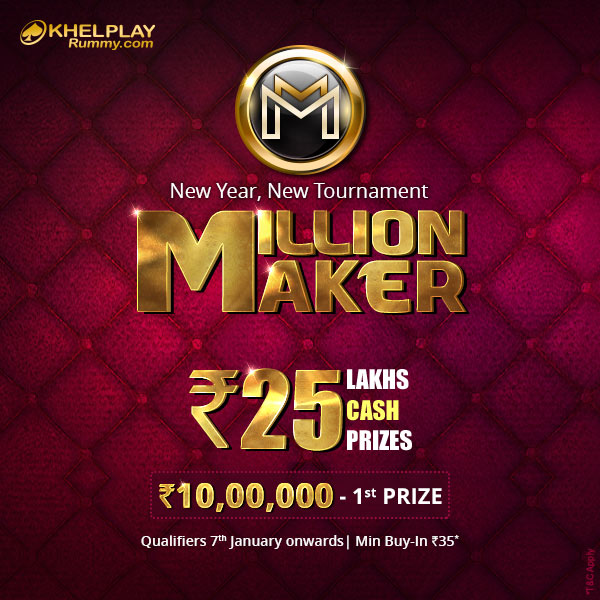 KHELPLAY
Rummy.com
M
New Year, New Tournament
MILLION
MAKER
₹25 LAKHS
CASH
PRIZES
₹10,00,000 - 1st PRIZE
Qualifiers 7th January onwards| Min Buy-In ₹35*
*T&C Apply